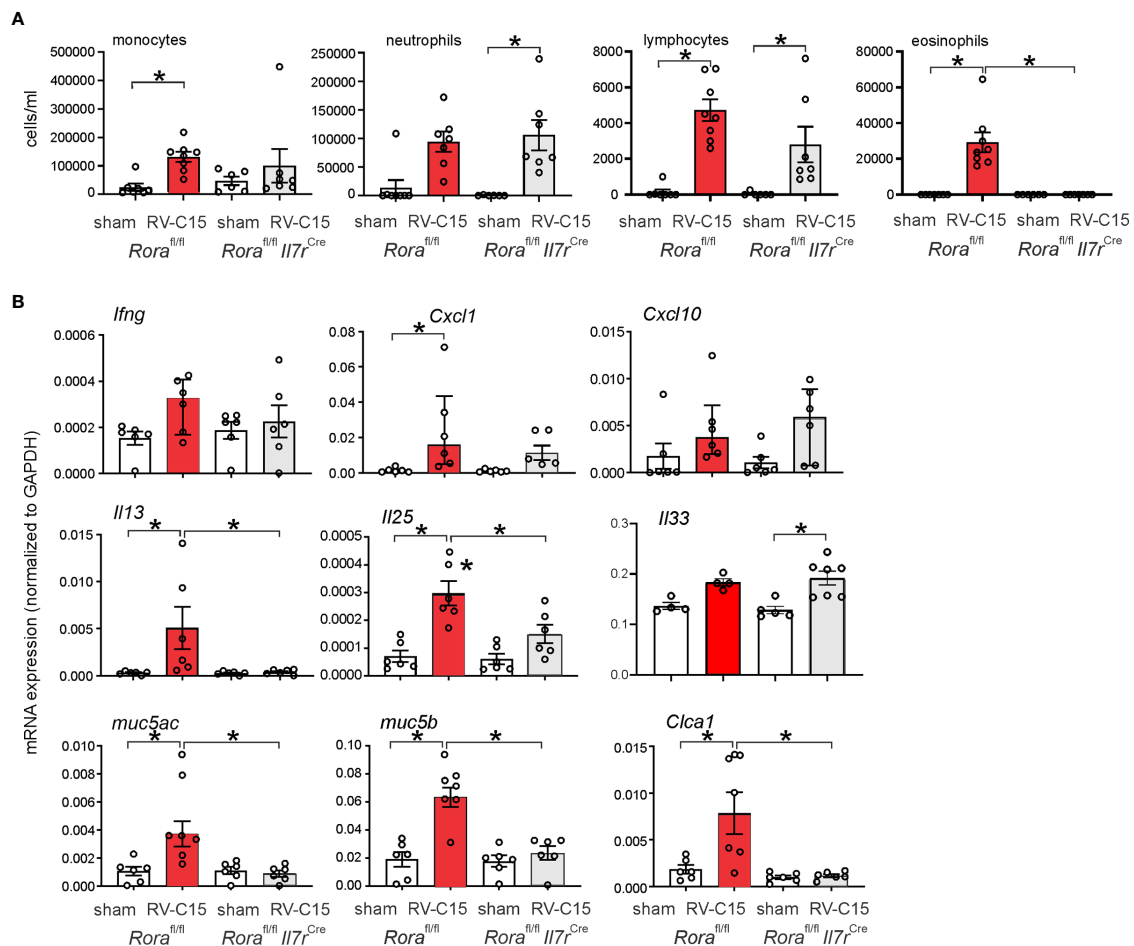 A
monocytes neutrophils lymphocytes eosinophils
cells/ml
500000 400000 300000 200000 100000 0
250000 200000 150000 100000 50000 0
8000 6000 4000 2000 0
80000 60000 40000 20000 0
* * * * * *
sham RV-C15 sham RV-C15 sham RV-C15 sham RV-C15 sham RV-C15 sham RV-C15 sham RV-C15 sham RV-C15
Rora fl/fl Rora fl/fl Il7r Cre Rora fl/fl Rora fl/fl Il7r Cre Rora fl/fl Rora fl/fl Il7r Cre Rora fl/fl Rora fl/fl Il7r Cre
B
mRNA expression (normalized to GAPDH)
Ifng Cxcl1 Cxcl10
0.0006 0.0004 0.0002 0.0000
0.08 0.06 0.04 0.02 0.00
0.015 0.010 0.005 0.000
*
Il13 Il25 Il33
0.015 0.010 0.005 0.000
0.0005 0.0004 0.0003 0.0002 0.0001 0.0000
0.3 0.2 0.1 0.0
* * * * * *
muc5ac muc5b Clca1
0.010 0.008 0.006 0.004 0.002 0.000
0.10 0.08 0.06 0.04 0.02 0.00
0.015 0.010 0.005 0.000
* * * * * *
sham RV-C15 sham RV-C15 sham RV-C15 sham RV-C15 sham RV-C15 sham RV-C15
Rora fl/fl Rora fl/fl Il7r Cre Rora fl/fl Rora fl/fl Il7r Cre Rora fl/fl Rora fl/fl Il7r Cre